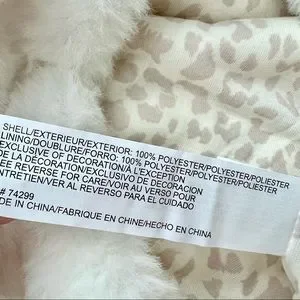 SHELL/EXTERIEUR/EXTERIOR: 100% POLYESTER/POLYESTER/POLIESTER
LINING/DOUBLURE/FORRO: 100% POLYESTER/POLYESTER/POLIESTER
EXCLUSIVE OF DECORATION/A L'EXCEPTION
DE LA DÉCORATION/EXCLUSIVO DE DECORACION
REVERSE FOR CARE/VOIR AU VERSO POUR
ENTRETIEN/VER AL REVERSO PARA EL CUIDADO
# 74299
DE IN CHINA/FABRIQUE EN CHINE/HECHO EN CHINA